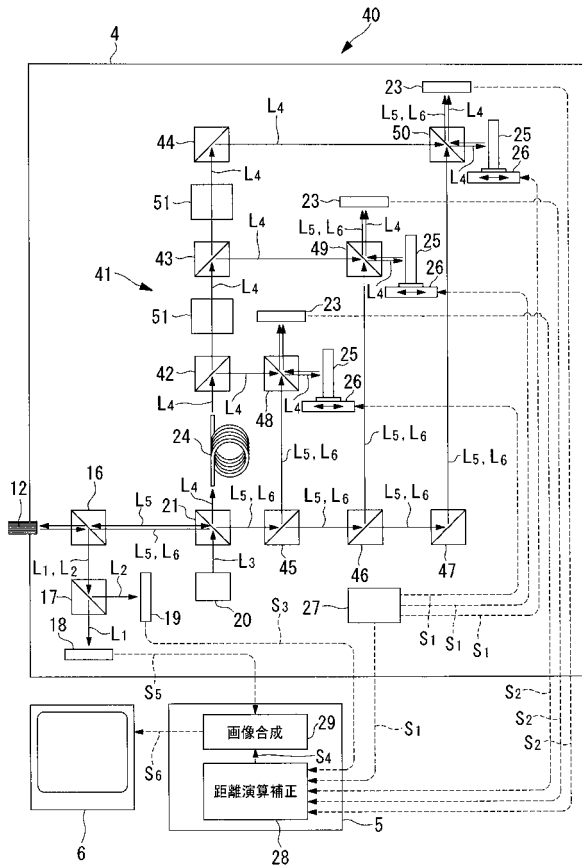 4
40
23
L₄
L₅, L₆
50
25
44
L₄
26
L₄
L₄
23
51
L₅, L₆
L₄
25
49
43
L₄
26
41
L₄
L₄
23
51
25
42
26
L₄
48
L₄
L₄
24
L₅, L₆
L₅, L₆
L₅, L₆
12
16
L₅
21
L₄
L₅, L₆
L₅, L₆
L₅, L₆
L₅, L₆
L₃
45
46
47
L₁, L₂
L₂
17
20
27
18
L₁
19
S₃
S₁
S₁
S₁
S₅
S₂
S₂
S₂
S₁
画像合成
29
S₆
S₄
距離演算補正
6
28
5